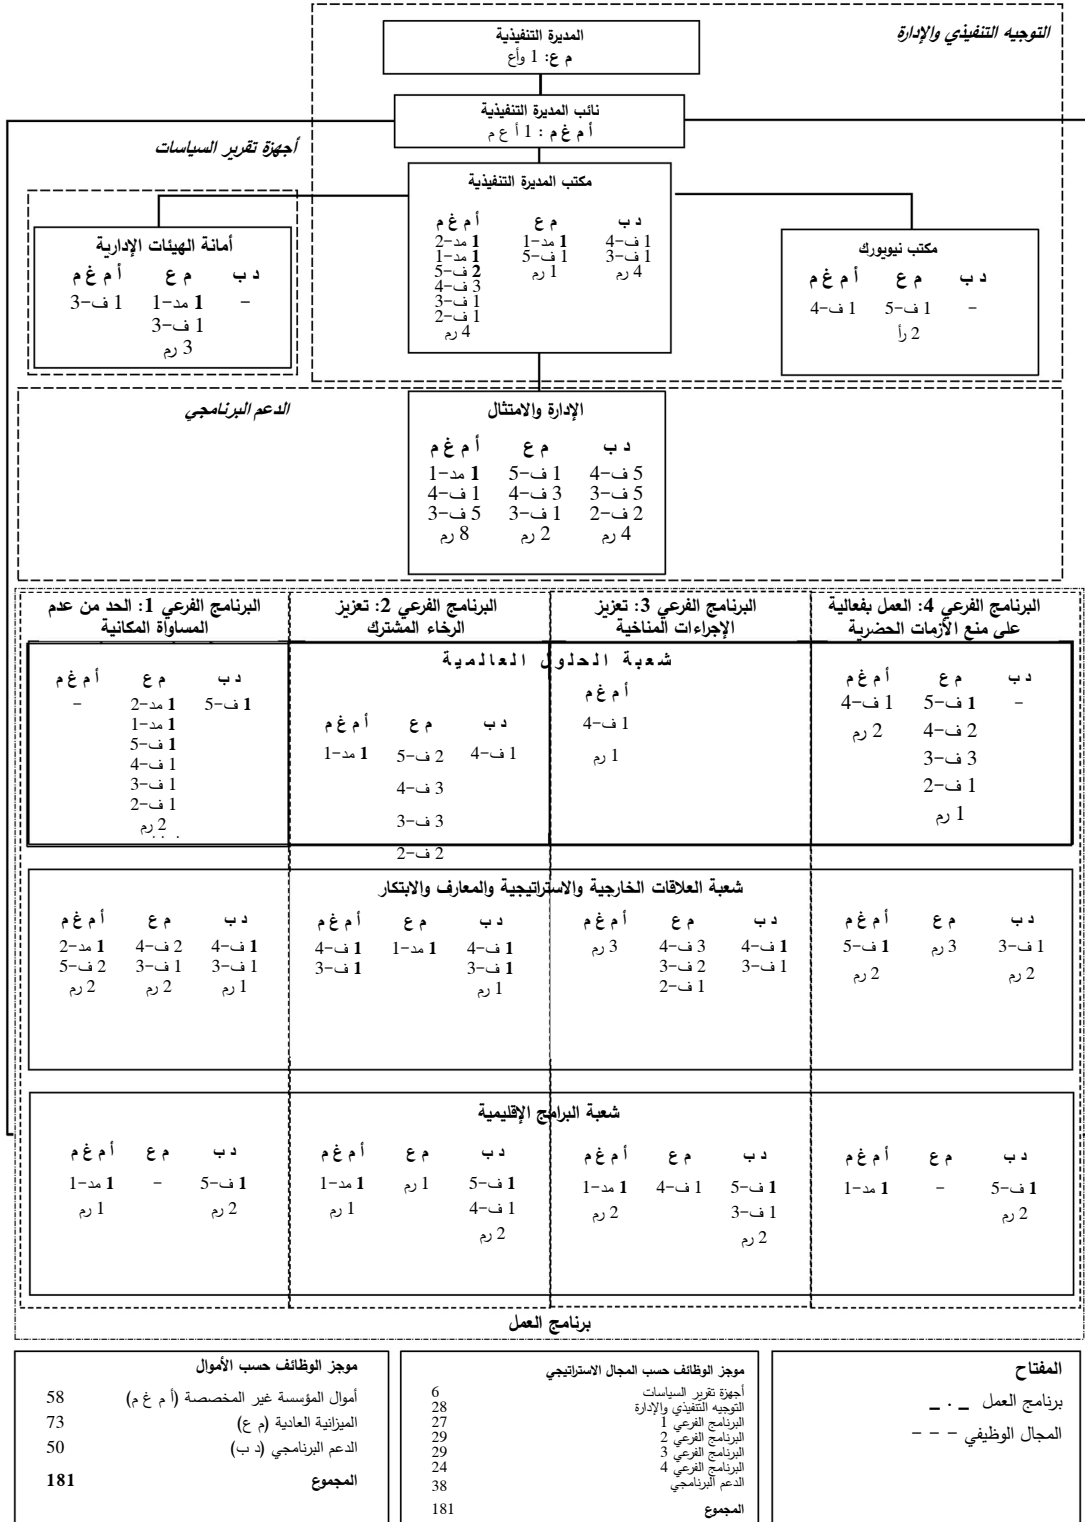 التوجيه التنفيذي والإدارة
المديرة التنفيذية
م ع: 1 وأع
نائب المديرة التنفيذية
أ م غ م : 1 أ ع م
أجهزة تقرير السياسات
مكتب المديرة التنفيذية
د ب م ع أ م غ م
1 ف-4 1 مد-1 1 مد-2
1 ف-3 1 ف-5 1 مد-1
4 رم 1 رم 2 ف-5
3 ف-4
1 ف-3
1 ف-2
4 رم
مكتب نيويورك
د ب م ع أ م غ م
– 1 ف-5 1 ف-4
2 رأ
أمانة الهيئات الإدارية
د ب م ع أ م غ م
– 1 مد-1 1 ف-3
1 ف-3
3 رم
الدعم البرنامجي
الإدارة والامتثال
د ب م ع أ م غ م
5 ف-4 1 ف-5 1 مد-1
5 ف-3 3 ف-4 1 ف-4
2 ف-2 1 ف-3 5 ف-3
4 رم 2 رم 8 رم
البرنامج الفرعي 1: الحد من عدم
المساواة المكانية
البرنامج الفرعي 2: تعزيز
الرخاء المشترك
البرنامج الفرعي 3: تعزيز
الإجراءات المناخية
البرنامج الفرعي 4: العمل بفعالية
على منع الأزمات الحضرية
شعبة الحلول العالمية
د ب م ع أ م غ م
1 ف-5 1 مد-2 –
1 مد-1
1 ف-5
1 ف-4
1 ف-3
1 ف-2
2 رم
د ب م ع أ م غ م
1 ف-4 2 ف-5 1 مد-1
3 ف-4
3 ف-3
2 ف-2
أ م غ م
1 ف-4
1 رم
د ب م ع أ م غ م
– 1 ف-5 1 ف-4
2 ف-4 2 رم
3 ف-3
1 ف-2
1 رم
شعبة العلاقات الخارجية والاستراتيجية والمعارف والابتكار
د ب م ع أ م غ م
1 ف-4 2 ف-4 1 مد-2
1 ف-3 1 ف-3 2 ف-5
1 رم 2 رم 2 رم
د ب م ع أ م غ م
1 ف-4 1 مد-1 1 ف-4
1 ف-3 1 ف-3
1 رم
د ب م ع أ م غ م
1 ف-4 3 ف-4 3 رم
1 ف-3 2 ف-3
1 ف-2
د ب م ع أ م غ م
1 ف-3 3 رم 1 ف-5
2 رم 2 رم
شعبة البرامج الإقليمية
د ب م ع أ م غ م
1 ف-5 – 1 مد-1
2 رم 1 رم
د ب م ع أ م غ م
1 ف-5 1 رم 1 مد-1
1 ف-4 1 رم
2 رم
د ب م ع أ م غ م
1 ف-5 1 ف-4 1 مد-1
1 ف-3 2 رم
2 رم
د ب م ع أ م غ م
1 ف-5 – 1 مد-1
2 رم
برنامج العمل
المفتاح
برنامج العمل _ . _
المجال الوظيفي – – –
موجز الوظائف حسب المجال الاستراتيجي
أجهزة تقرير السياسات 6
التوجيه التنفيذي والإدارة 28
البرنامج الفرعي 1 27
البرنامج الفرعي 2 29
البرنامج الفرعي 3 29
البرنامج الفرعي 4 24
الدعم البرنامجي 38
المجموع 181
موجز الوظائف حسب الأموال
أموال المؤسسة غير المخصصة (أ م غ م) 58
الميزانية العادية (م ع) 73
الدعم البرنامجي (د ب) 50
المجموع 181